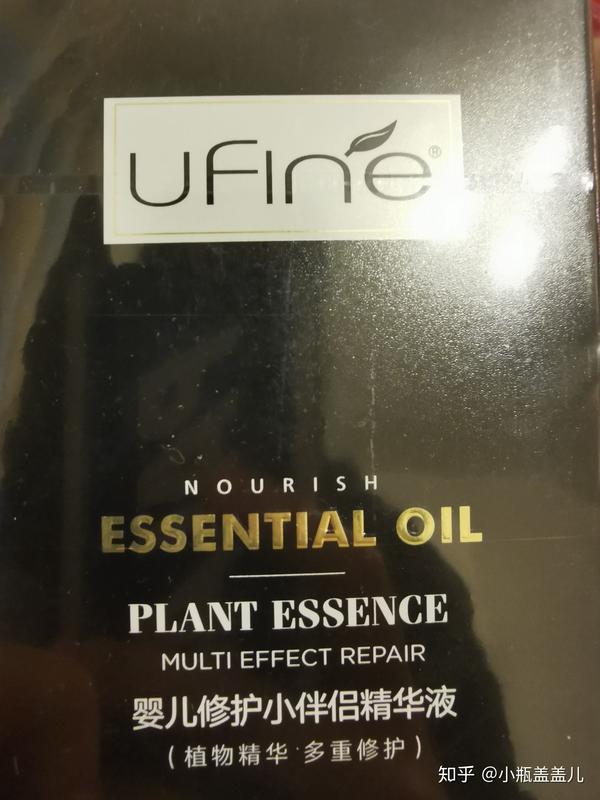 UFINE®
NOURISH
ESSENTIAL OIL
PLANT ESSENCE
MULTI EFFECT REPAIR
婴儿修护小伴侣精华液
（植物精华·多重修护）
知乎 @小瓶盖盖儿